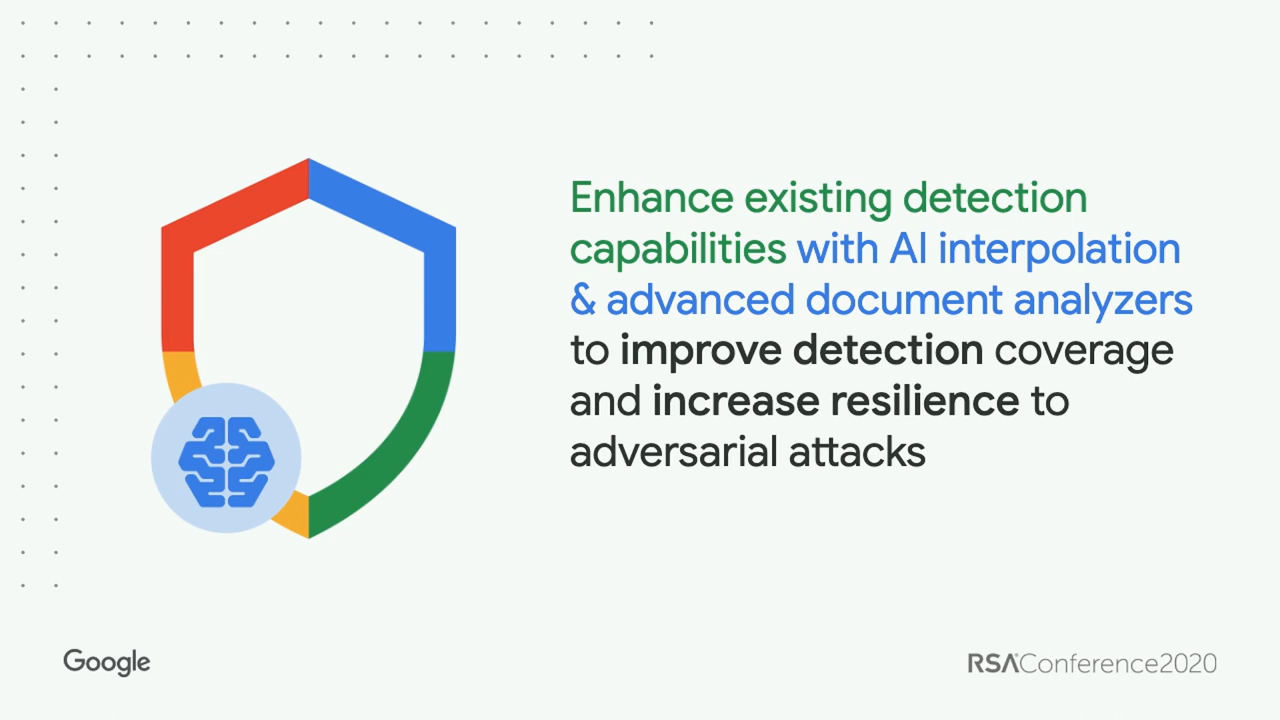 Enhance existing detection
capabilities with AI interpolation
& advanced document analyzers
to improve detection coverage
and increase resilience to
adversarial attacks
Google
RSAConference2020